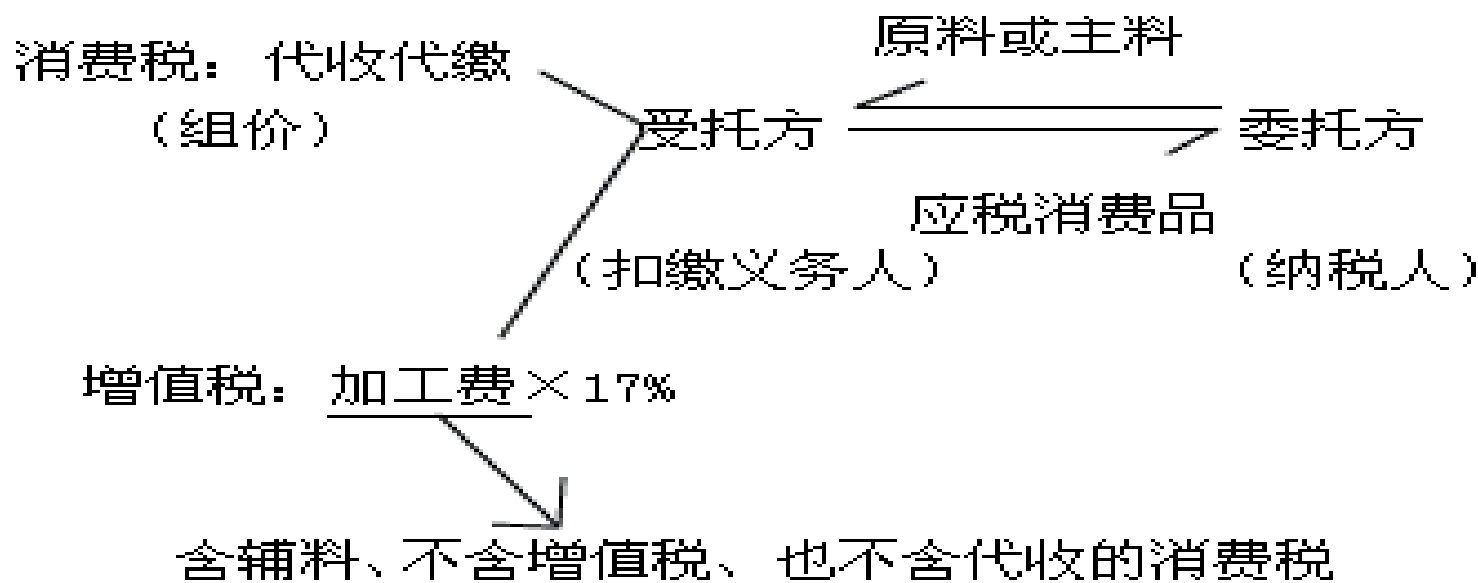 原料或主料
消费税：代收代缴
（组价）
受托方
委托方
应税消费品
（扣缴义务人）
（纳税人）
增值税：加工费×17%
含辅料、不含增值税、也不含代收的消费税